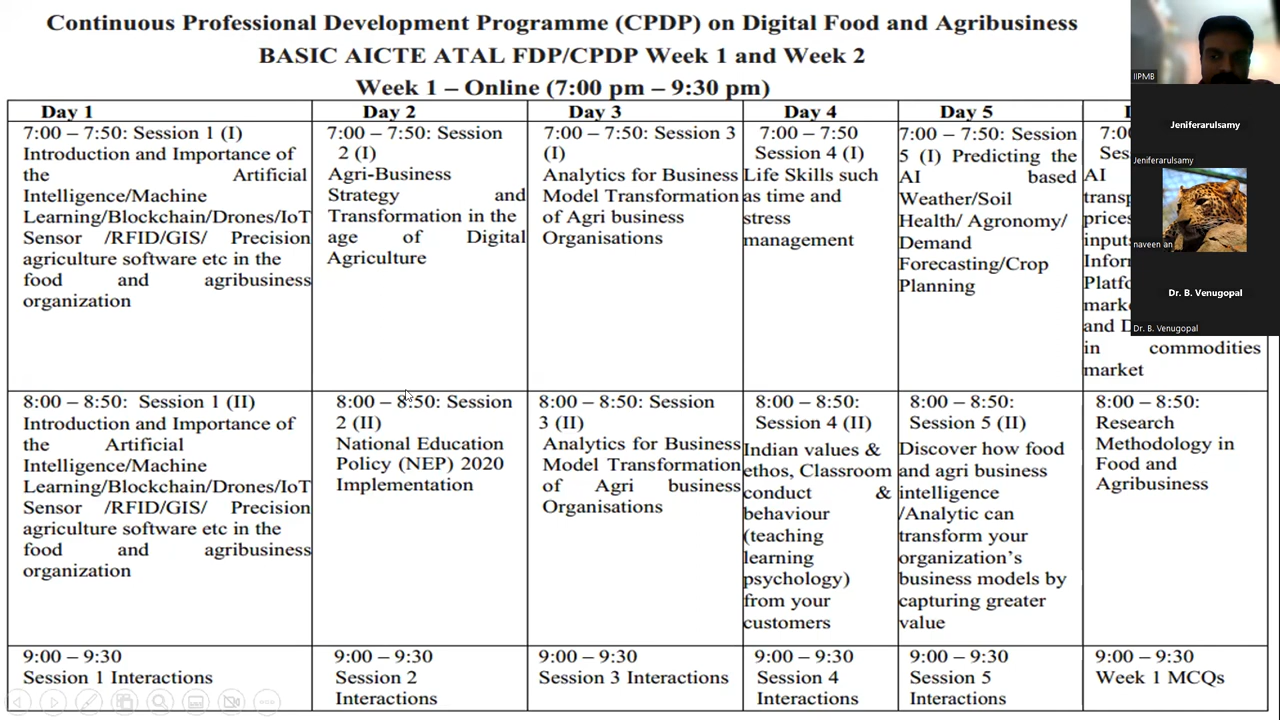 Continuous Professional Development Programme (CPDP) on Digital Food and Agribusiness
BASIC AICTE ATAL FDP/CPDP Week 1 and Week 2
Week 1 – Online (7:00 pm – 9:30 pm)
Day 1
7:00 – 7:50: Session 1 (I)
Introduction and Importance of
the Artificial
Intelligence/Machine
Learning/Blockchain/Drones/IoT
Sensor /RFID/GIS/ Precision
agriculture software etc in the
food and agribusiness
organization
Day 2
7:00 – 7:50: Session
2 (I)
Agri-Business
Strategy and
Transformation in the
age of Digital
Agriculture
Day 3
7:00 – 7:50: Session 3
(I)
Analytics for Business
Model Transformation
of Agri business
Organisations
Day 4
7:00 – 7:50
Session 4 (I)
Life Skills such
as time and
stress
management
Day 5
7:00 – 7:50: Session
5 (I) Predicting the
AI based
Weather/Soil
Health/ Agronomy/
Demand
Forecasting/Crop
Planning
AI
prices
inputs
and
in commodities
market
8:00 – 8:50: Session 1 (II)
Introduction and Importance of
the Artificial
Intelligence/Machine
Learning/Blockchain/Drones/IoT
Sensor /RFID/GIS/ Precision
agriculture software etc in the
food and agribusiness
organization
8:00 – 8:50: Session
2 (II)
National Education
Policy (NEP) 2020
Implementation
8:00 – 8:50: Session
3 (II)
Analytics for Business
Model Transformation
of Agri business
Organisations
8:00 – 8:50:
Session 4 (II)
Indian values &
ethos, Classroom
conduct &
behaviour
(teaching
learning
psychology)
from your
customers
8:00 – 8:50:
Session 5 (II)
Discover how food
and agri business
intelligence
/Analytic can
transform your
organization's
business models by
capturing greater
value
8:00 – 8:50:
Research
Methodology in
Food and
Agribusiness
9:00 – 9:30
Session 1 Interactions
9:00 – 9:30
Session 2
Interactions
9:00 – 9:30
Session 3 Interactions
9:00 – 9:30
Session 4
Interactions
9:00 – 9:30
Session 5
Interactions
9:00 – 9:30
Week 1 MCQs
IIPMB
Jeniferarulsamy
Jeniferarulsamy
naveen an
Dr. B. Venugopal
Dr. B. Venugopal